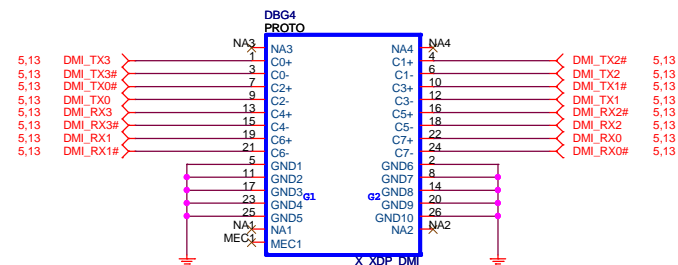 DBG4
PROTO
NA3 NA3 NA4 NA4
5,13 DMI_TX3 1 C0+ C1+ 4 DMI_TX2# 5,13
5,13 DMI_TX3# 3 C0- C1- 6 DMI_TX2 5,13
5,13 DMI_TX0# 7 C2+ C3+ 10 DMI_TX1# 5,13
5,13 DMI_TX0 9 C2- C3- 12 DMI_TX1 5,13
5,13 DMI_RX3 13 C4+ C5+ 16 DMI_RX2# 5,13
5,13 DMI_RX3# 15 C4- C5- 18 DMI_RX2 5,13
5,13 DMI_RX1 19 C6+ C7+ 22 DMI_RX0 5,13
5,13 DMI_RX1# 21 C6- C7- 24 DMI_RX0# 5,13
5 GND1 GND6 2
11 GND2 GND7 8
17 GND3 G1 G2 GND8 14
23 GND4 GND9 20
25 GND5 GND10 26
NA1 NA1 NA2 NA2
MEC1 MEC1
X_XDP_DMI